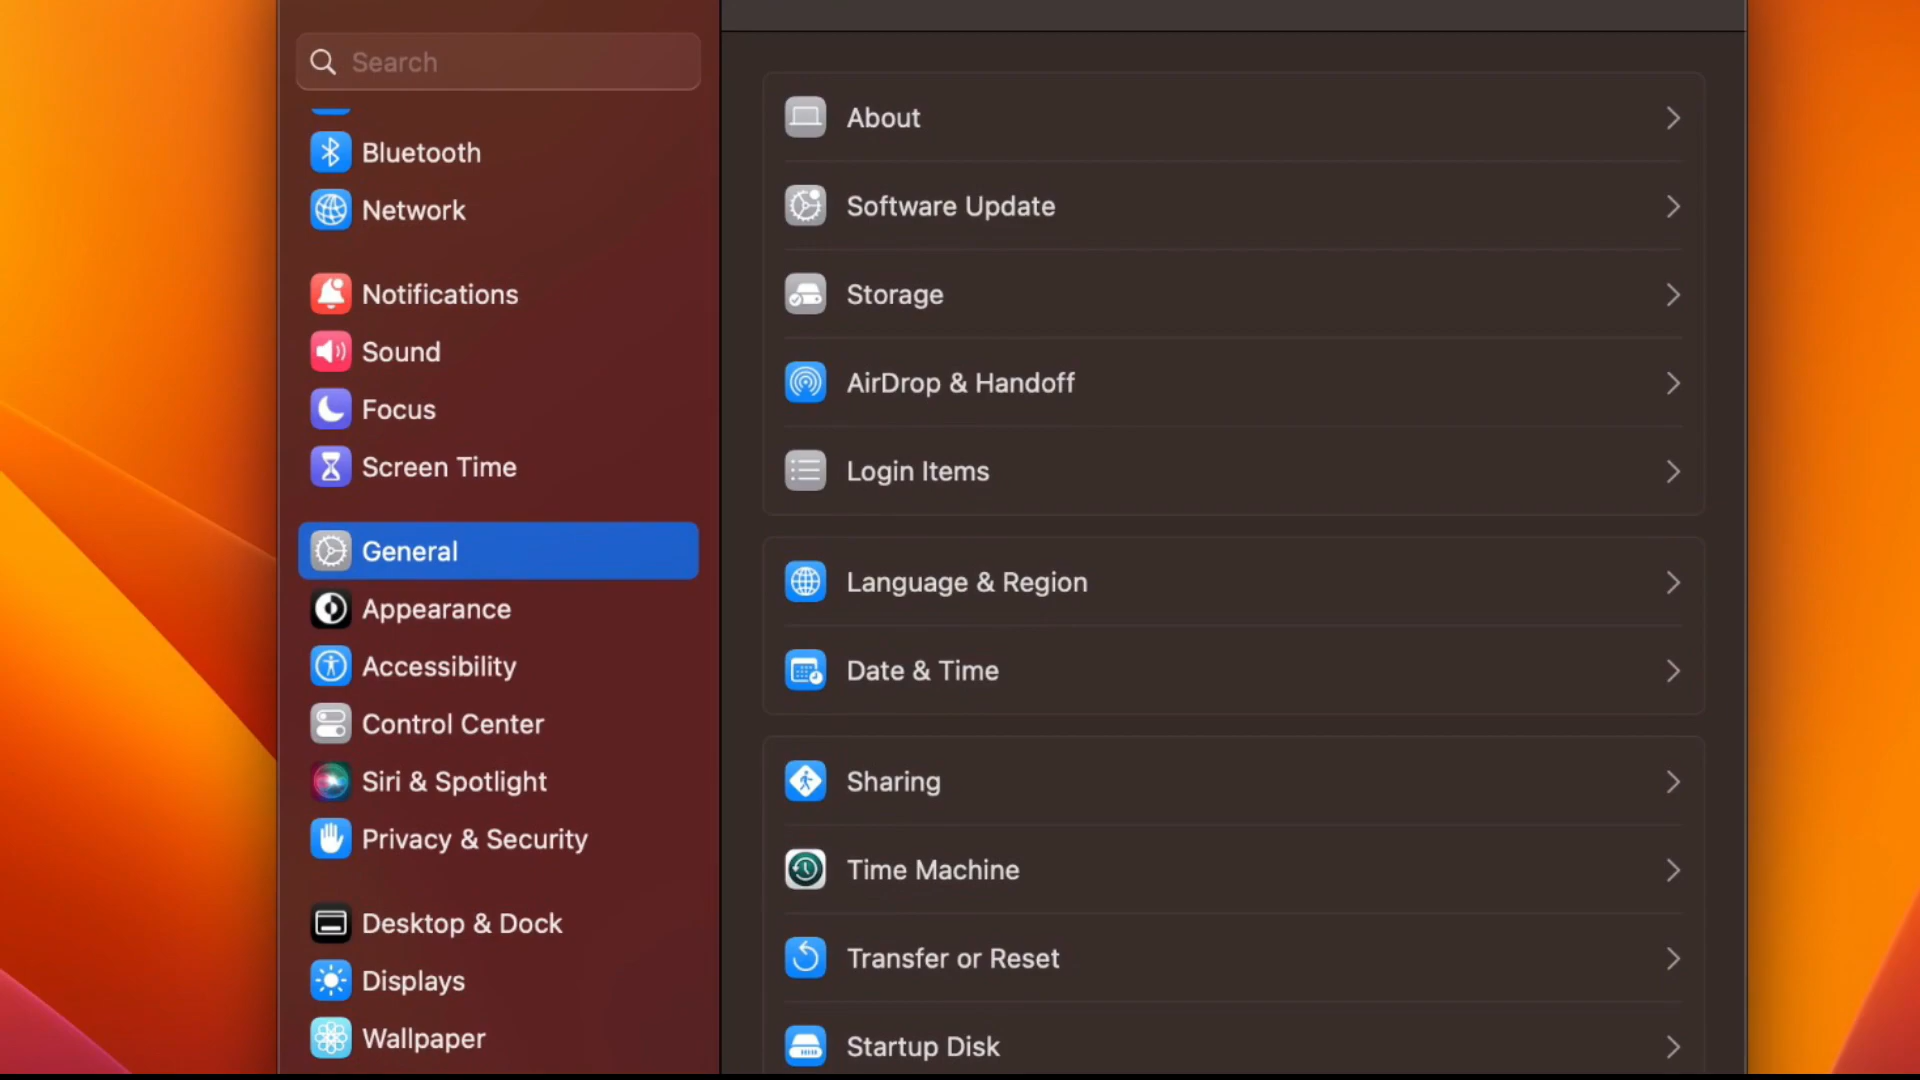 Search
Bluetooth
Network
Notifications
Sound
Focus
Screen Time
General
Appearance
Accessibility
Control Center
Siri & Spotlight
Privacy & Security
Desktop & Dock
Displays
Wallpaper
About
Software Update
Storage
AirDrop & Handoff
Login Items
Language & Region
Date & Time
Sharing
Time Machine
Transfer or Reset
Startup Disk